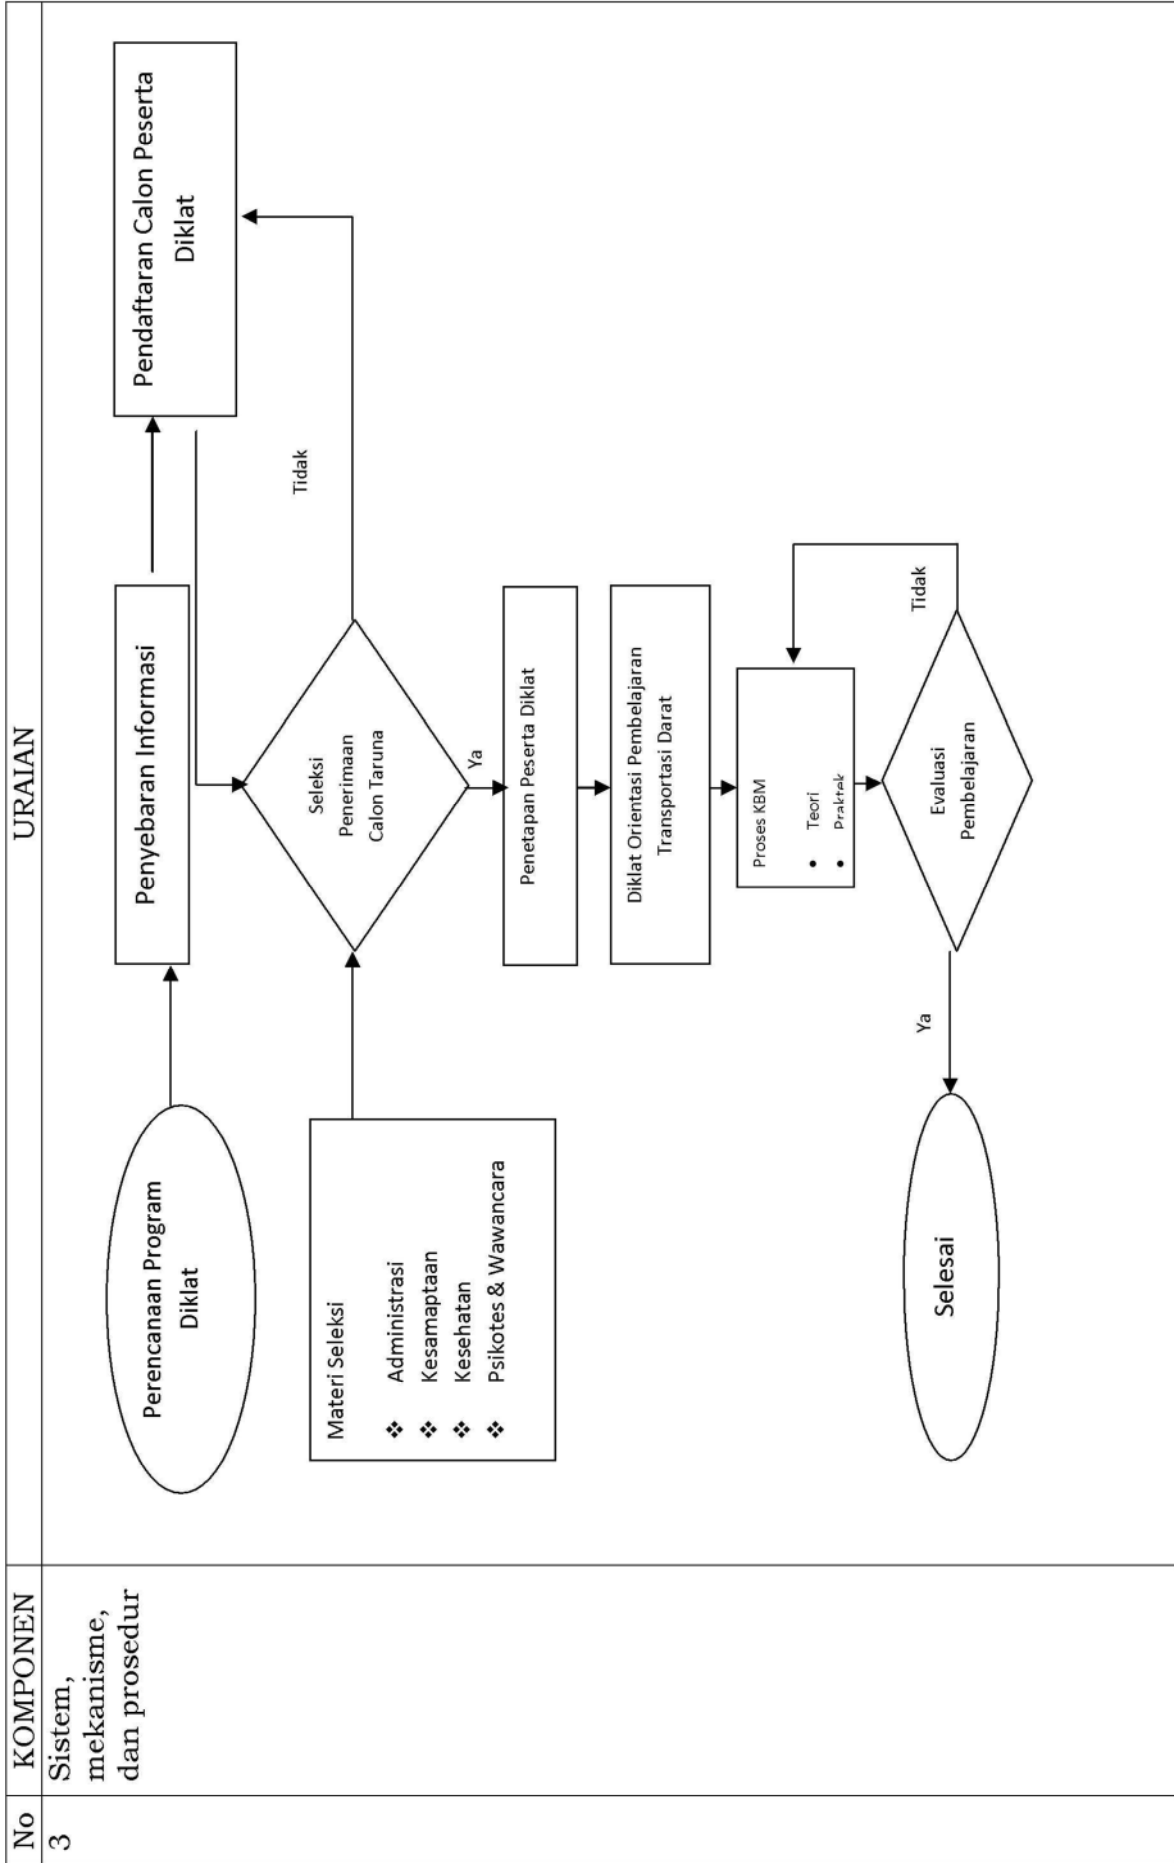 No
KOMPONEN
URAIAN
3
Sistem,
mekanisme,
dan prosedur
Perencanaan Program
Diklat
Penyebaran Informasi
Pendaftaran Calon Peserta
Diklat
Materi Seleksi
❖ Administrasi
❖ Kesamaptaan
❖ Kesehatan
❖ Psikotes & Wawancara
Seleksi
Penerimaan
Calon Taruna
Tidak
Ya
Penetapan Peserta Diklat
Diklat Orientasi Pembelajaran
Transportasi Darat
Proses KBM
• Teori
• Praktek
Tidak
Evaluasi
Pembelajaran
Ya
Selesai